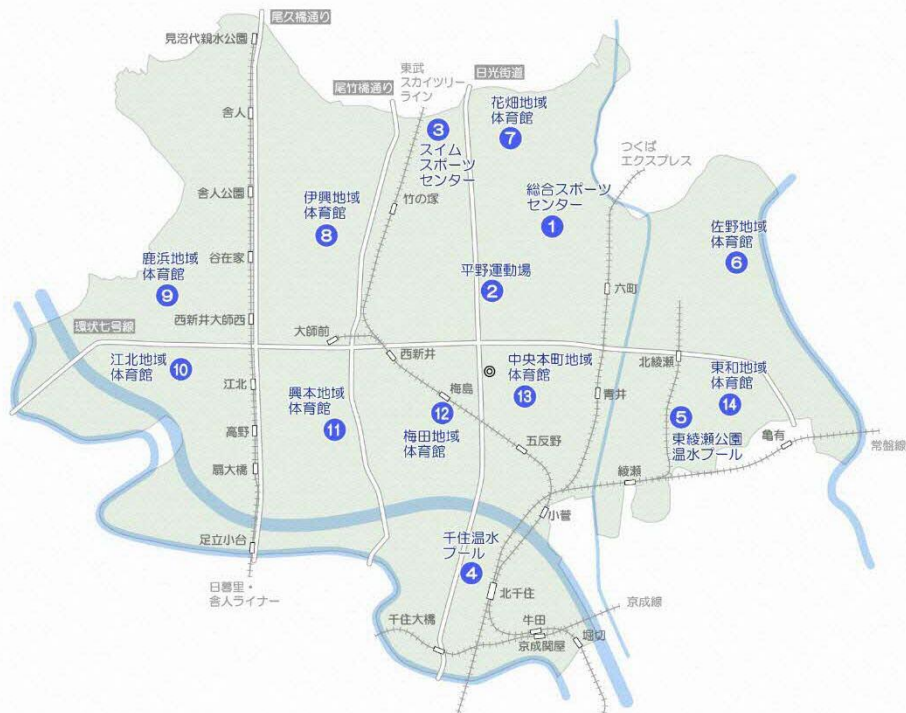 尾久橋通り
見沼代親水公園
東武
スカイツリー
ライン
日光街道
尾竹橋通り
舎人
花畑地域
体育館
7
3
スイム
スポーツ
センター
つくば
エクスプレス
舎人公園
伊興地域
体育館
8
竹の塚
総合スポーツ
センター
1
佐野地域
体育館
6
鹿浜地域
体育館
9
谷在家
平野運動場
2
六町
西新井大師西
環状七号線
大師前
西新井
江北地域
体育館
10
江北
興本地域
体育館
11
梅島
12
梅田地域
体育館
中央本町地域
体育館
13
青井
北綾瀬
東和地域
体育館
14
5
東綾瀬公園
温水プール
亀有
常磐線
高野
扇大橋
五反野
綾瀬
小菅
足立小台
日暮里・
舎人ライナー
千住温水
プール
4
北千住
千住大橋
牛田
京成関屋
堀切
京成線